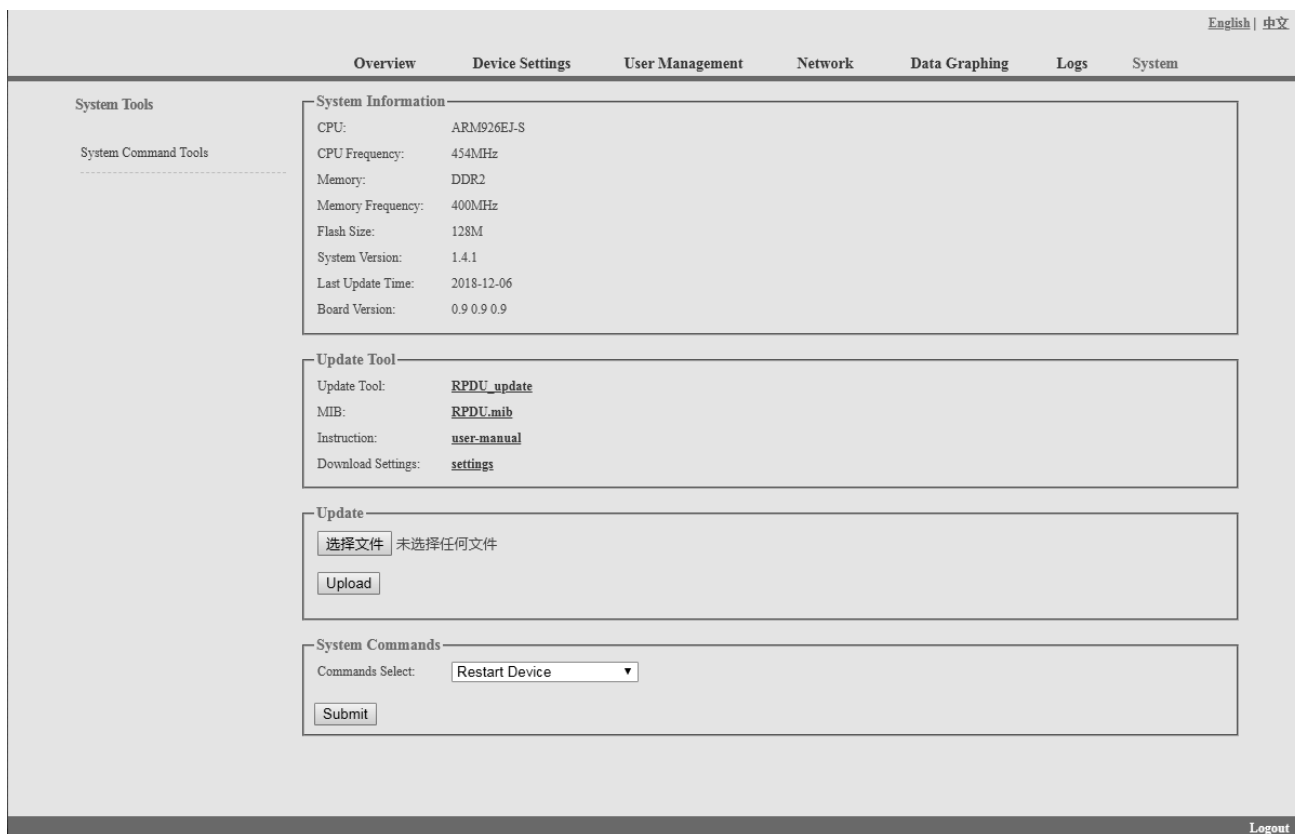 English | 中文
Overview Device Settings User Management Network Data Graphing Logs System
System Tools
System Command Tools
System Information
CPU: ARM926EJ-S
CPU Frequency: 454MHz
Memory: DDR2
Memory Frequency: 400MHz
Flash Size: 128M
System Version: 1.4.1
Last Update Time: 2018-12-06
Board Version: 0.9 0.9 0.9
Update Tool
Update Tool: RPDU_update
MIB: RPDU.mib
Instruction: user-manual
Download Settings: settings
Update
选择文件 未选择任何文件
Upload
System Commands
Commands Select: Restart Device
Submit
Logout